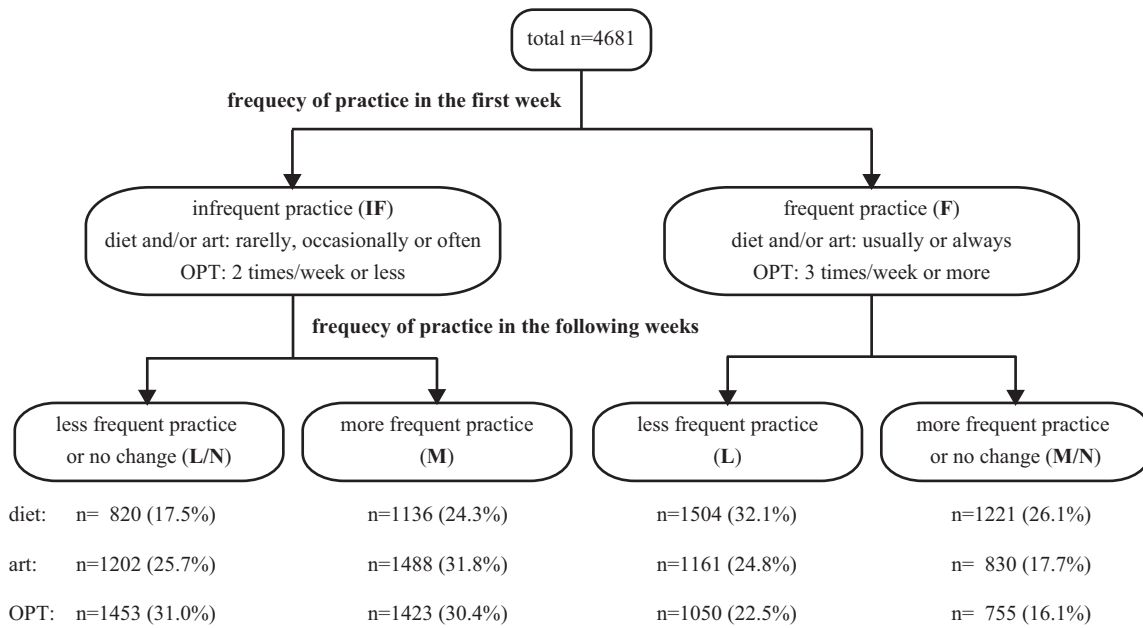 total n=4681
frequecy of practice in the first week
infrequent practice (IF)
diet and/or art: rarelly, occasionally or often
OPT: 2 times/week or less
frequent practice (F)
diet and/or art: usually or always
OPT: 3 times/week or more
frequecy of practice in the following weeks
less frequent practice
or no change (L/N)
more frequent practice
(M)
less frequent practice
(L)
more frequent practice
or no change (M/N)
diet: n= 820 (17.5%) n=1136 (24.3%) n=1504 (32.1%) n=1221 (26.1%)
art: n=1202 (25.7%) n=1488 (31.8%) n=1161 (24.8%) n= 830 (17.7%)
OPT: n=1453 (31.0%) n=1423 (30.4%) n=1050 (22.5%) n= 755 (16.1%)